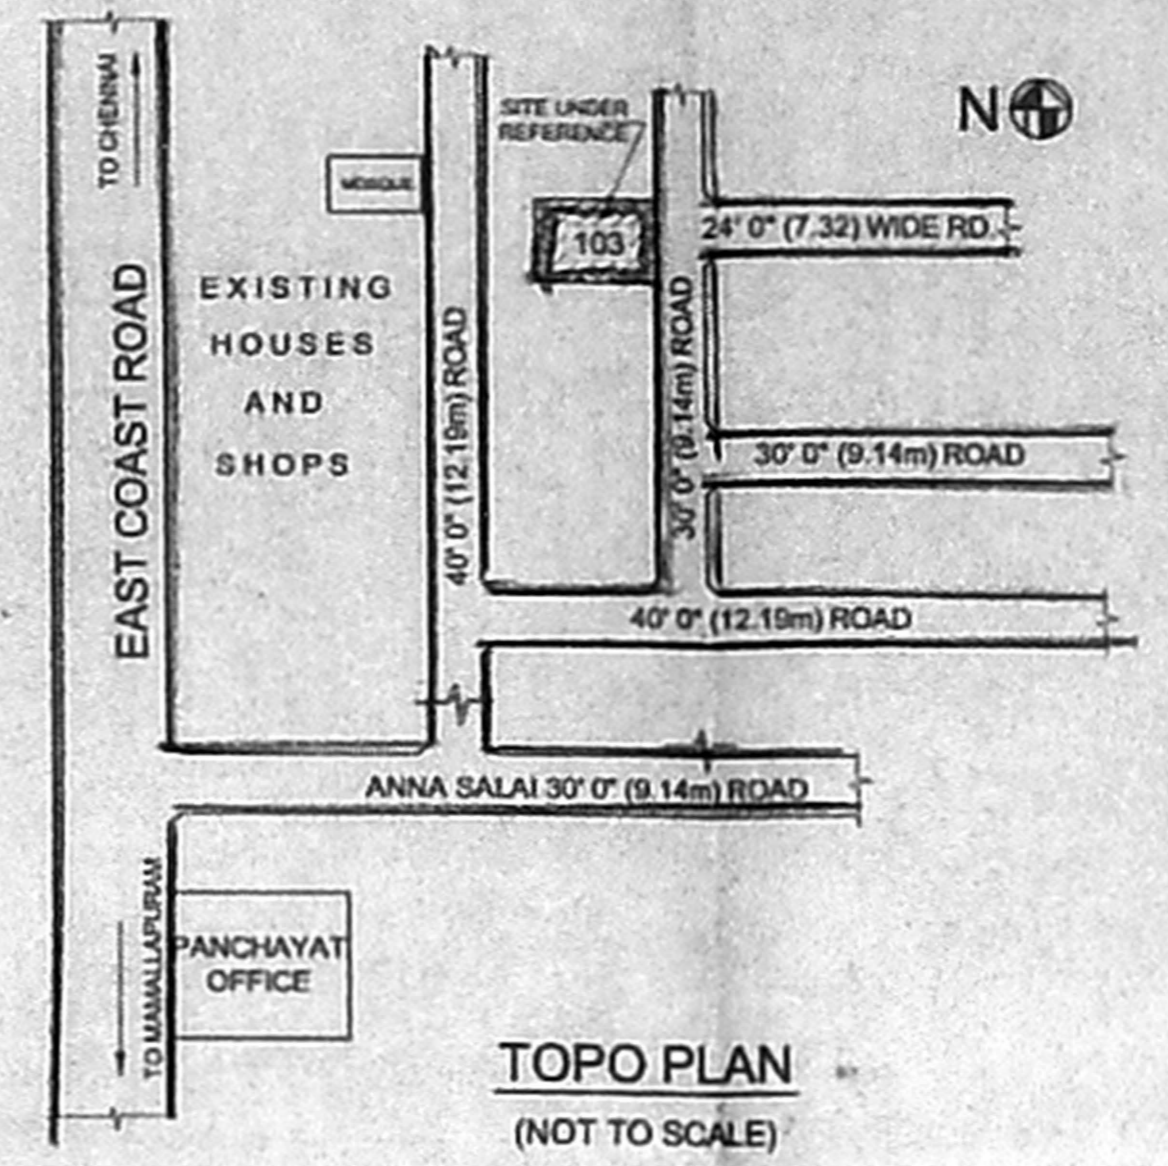 TO CHENNAI
SITE UNDER
REFERENCE
N
MOSQUE
103
24' 0" (7.32) WIDE RD
EXISTING
HOUSES
AND
SHOPS
EAST COAST ROAD
40' 0" (12.19m) ROAD
30' 0" (9.14m) ROAD
30' 0" (9.14m) ROAD
40' 0" (12.19m) ROAD
ANNA SALAI 30' 0" (9.14m) ROAD
TO MAMALLAPURAM
PANCHAYAT
OFFICE
TOPO PLAN
(NOT TO SCALE)